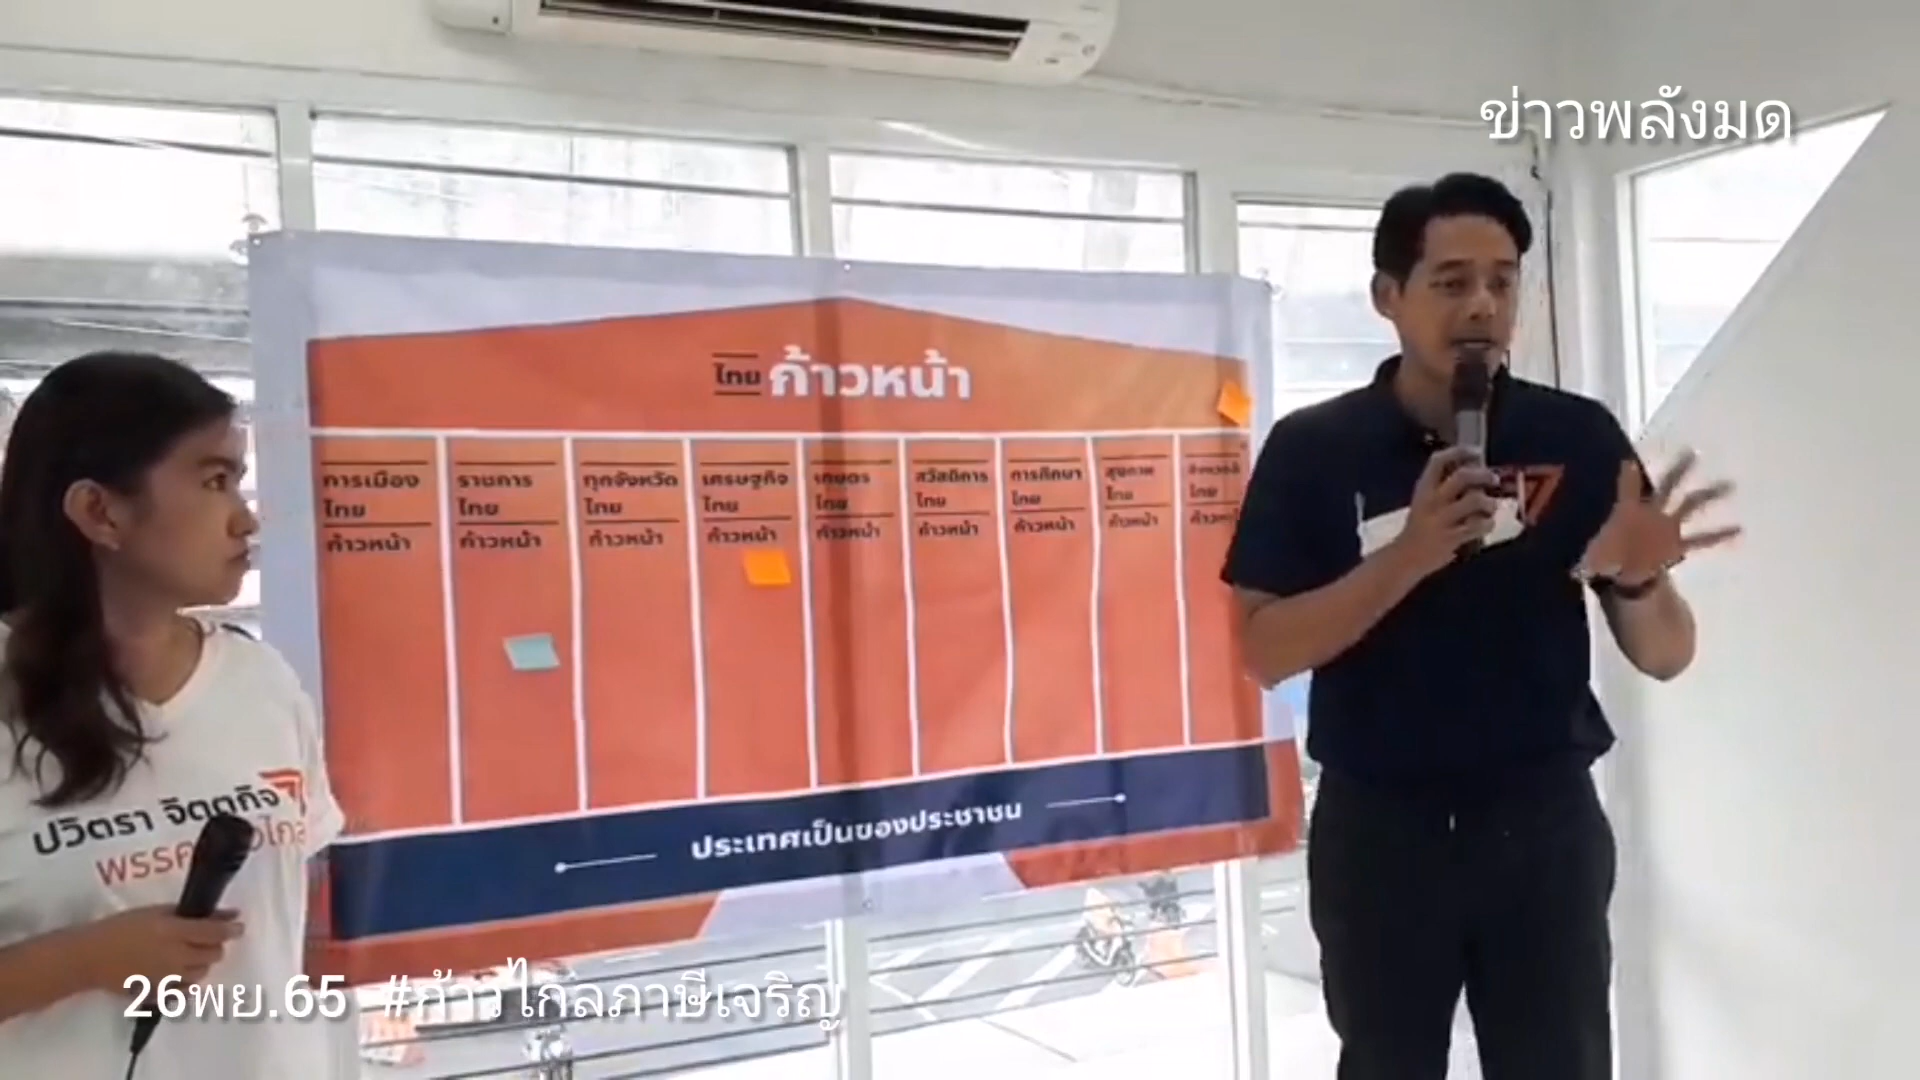 ข่าวพลังมด
ไทย ก้าวหน้า
การเมือง
ไทย
ก้าวหน้า
ราชการ
ไทย
ก้าวหน้า
ทุกจังหวัด
ไทย
ก้าวหน้า
เศรษฐกิจ
ไทย
ก้าวหน้า
เกษตร
ไทย
ก้าวหน้า
สวัสดิการ
ไทย
ก้าวหน้า
การศึกษา
ไทย
ก้าวหน้า
สุขภาพ
ไทย
ก้าวหน้า
ไทย
ก้าวหน้า
ประเทศเป็นของประชาชน
ปวิตรา จิตตกิจ
26พย.65 #ก้าวไกลภาษีเจริญ